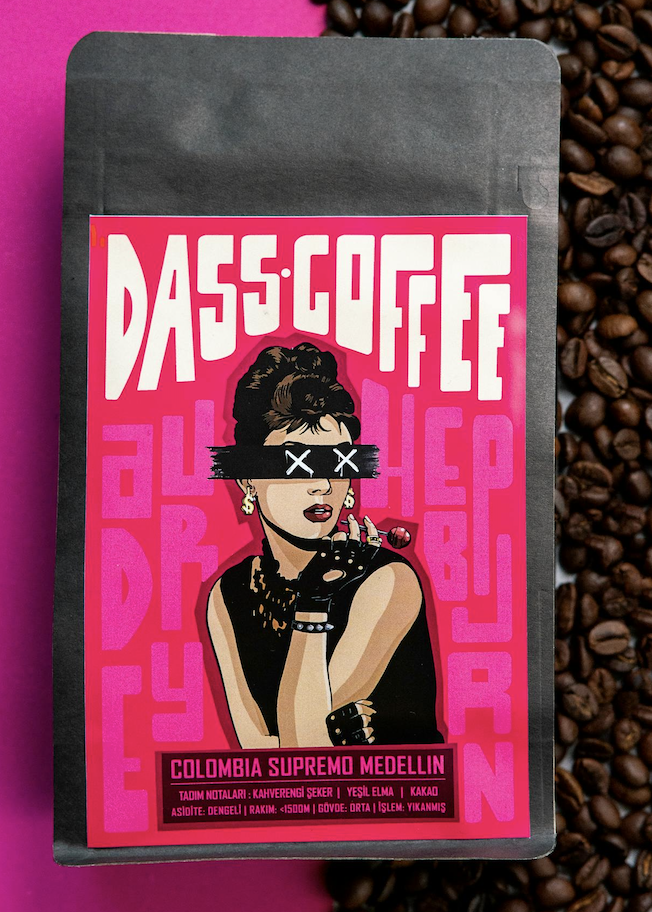 DASS·COFFEE
AUDREY
HEPBURN
X X
COLOMBIA SUPREMO MEDELLIN
TADIM NOTALARI : KAHVERENGİ ŞEKER | YEŞİL ELMA | KAKAO
ASİDİTE: DENGELİ | RAKIM: <1500M | GÖVDE: ORTA | İŞLEM: YIKANMIŞ